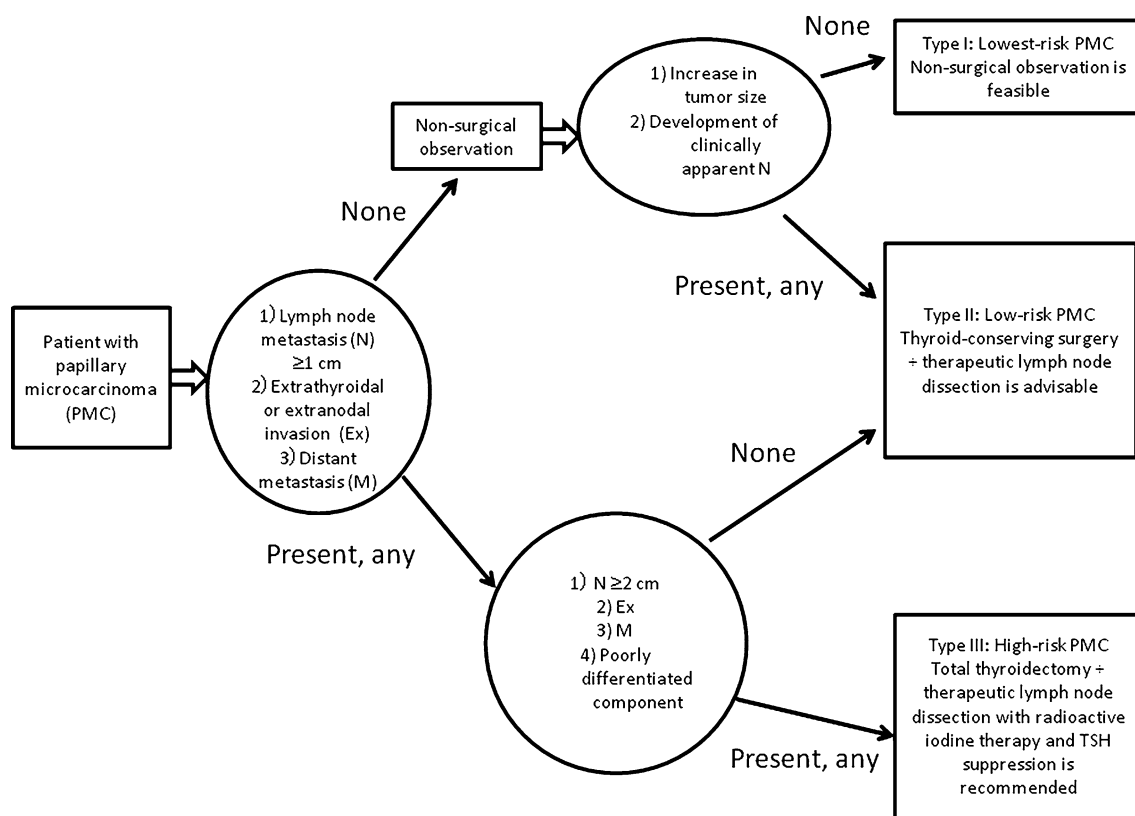 Patient with
papillary
microcarcinoma
(PMC)
1) Lymph node
metastasis (N)
≥1 cm
2) Extrathyroidal
or extranodal
invasion (Ex)
3) Distant
metastasis (M)
None
Non-surgical
observation
1) Increase in
tumor size
2) Development of
clinically
apparent N
None
Type I: Lowest-risk PMC
Non-surgical observation is
feasible
Present, any
Type II: Low-risk PMC
Thyroid-conserving surgery
÷ therapeutic lymph node
dissection is advisable
Present, any
1) N ≥2 cm
2) Ex
3) M
4) Poorly
differentiated
component
None
Present, any
Type III: High-risk PMC
Total thyroidectomy ÷
therapeutic lymph node
dissection with radioactive
iodine therapy and TSH
suppression is
recommended